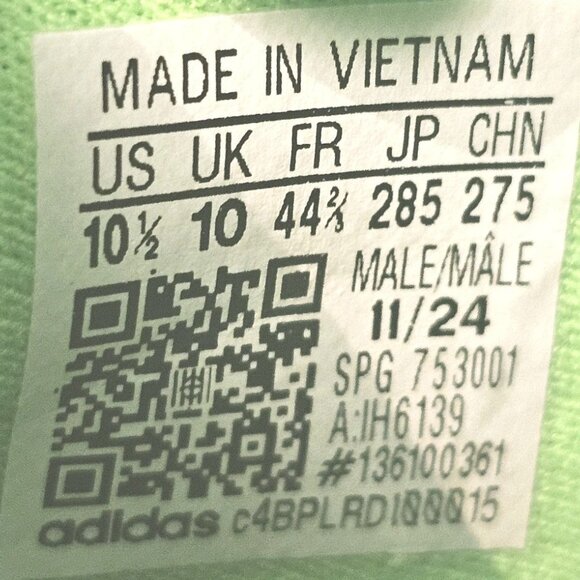 MADE IN VIETNAM
US UK FR JP CHN
10½ 10 44⅔ 285 275
MALE/MÂLE
11/24
SPG 753001
A:IH6139
#136100361
adidas c4BPLRD100015